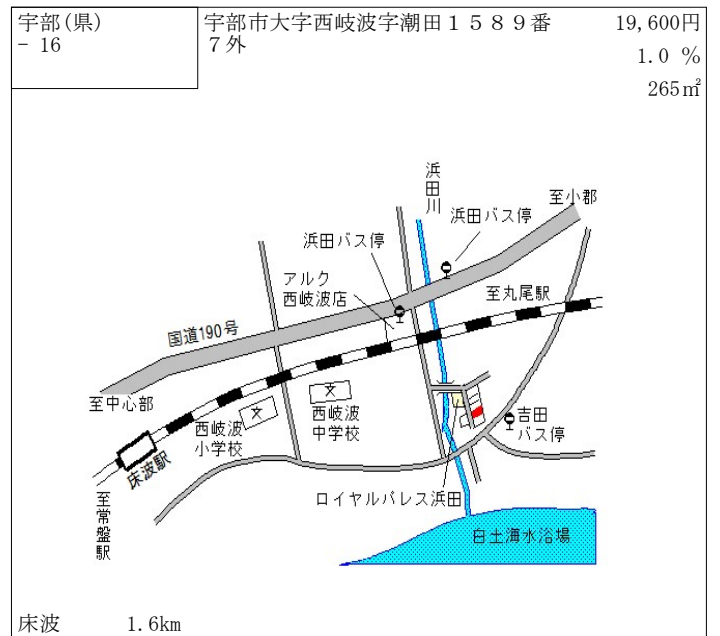 宇部(県)
- 16
宇部市大字西岐波字潮田１５８９番
７外
19,600円
1.0 %
265㎡
浜田川
至小郡
浜田バス停
浜田バス停
アルク
西岐波店
至丸尾駅
国道190号
至中心部
西岐波
小学校
西岐波
中学校
吉田
バス停
床波駅
ロイヤルパレス浜田
至常盤駅
白土海水浴場
床波 1.6km